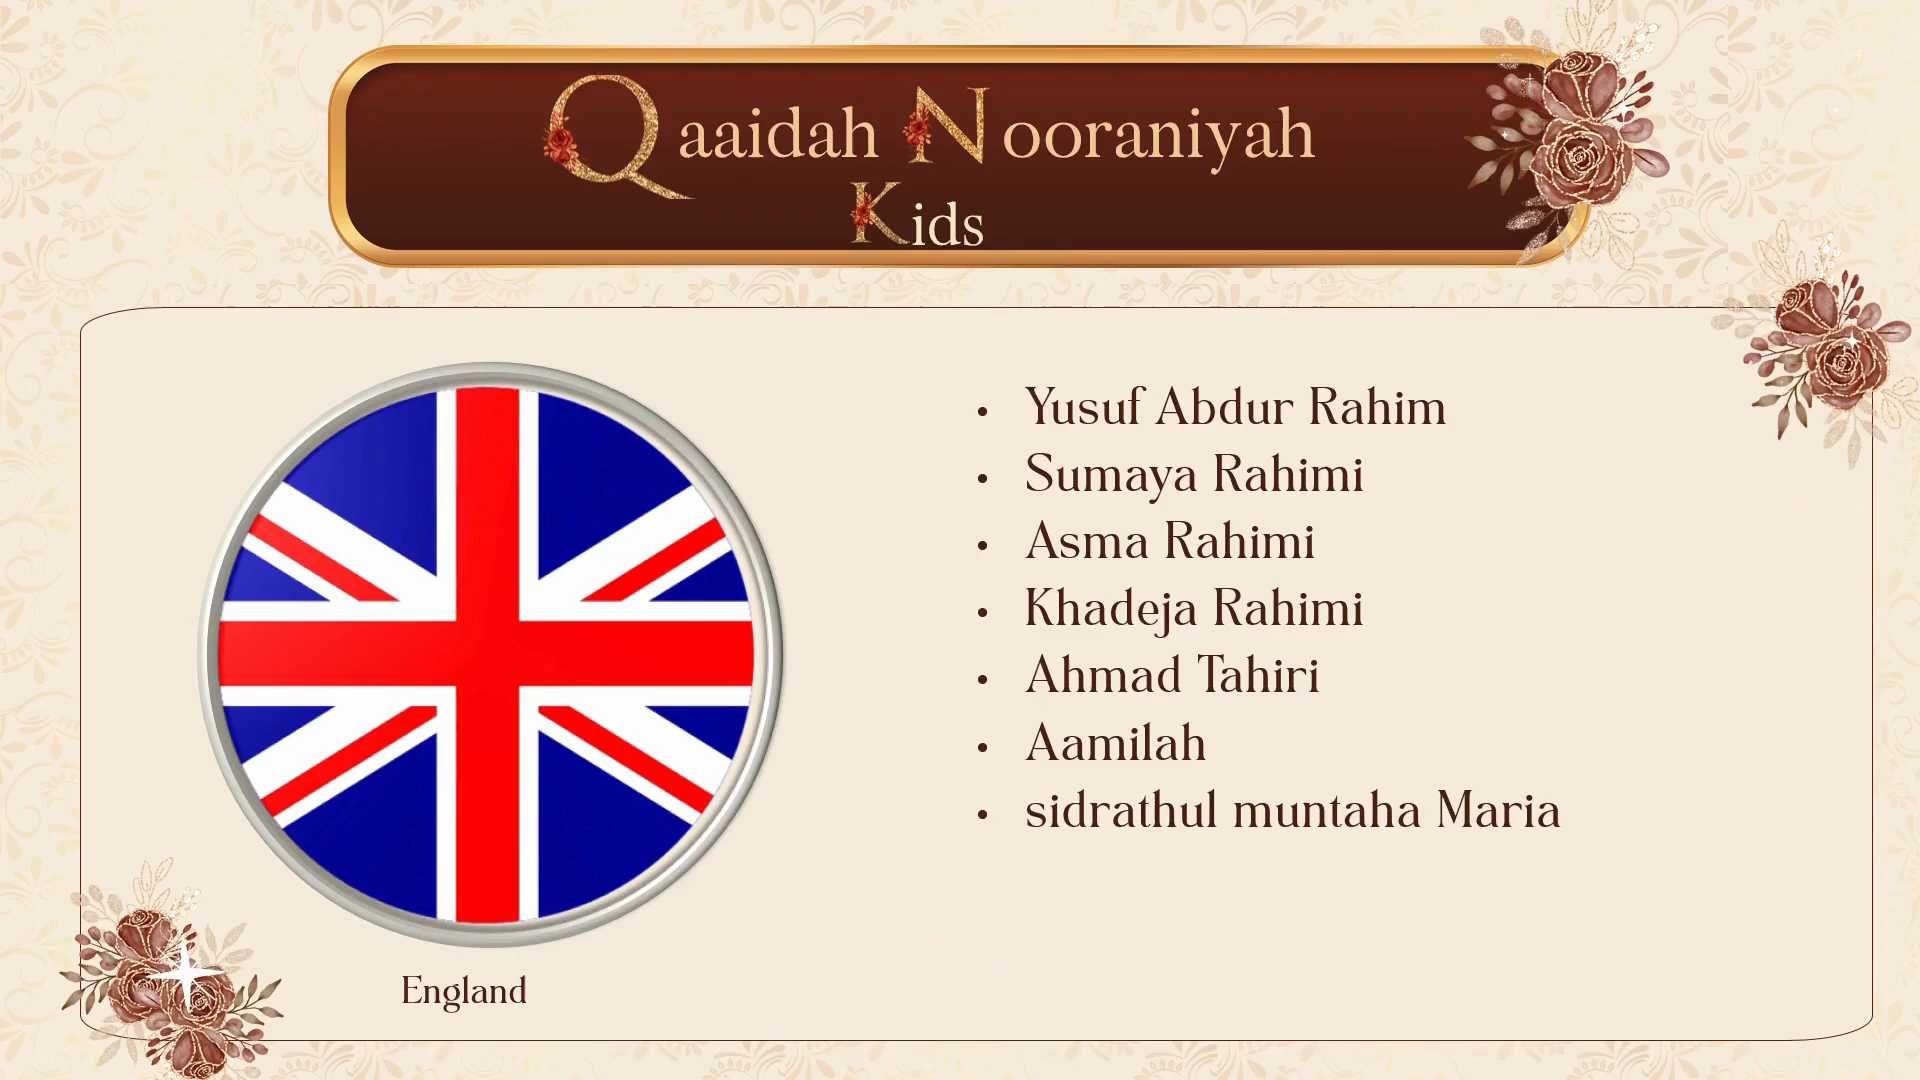 Qaaidah Nooraniyah
Kids
• Yusuf Abdur Rahim
• Sumaya Rahimi
• Asma Rahimi
• Khadeja Rahimi
• Ahmad Tahiri
• Aamilah
• sidrathul muntaha Maria
England